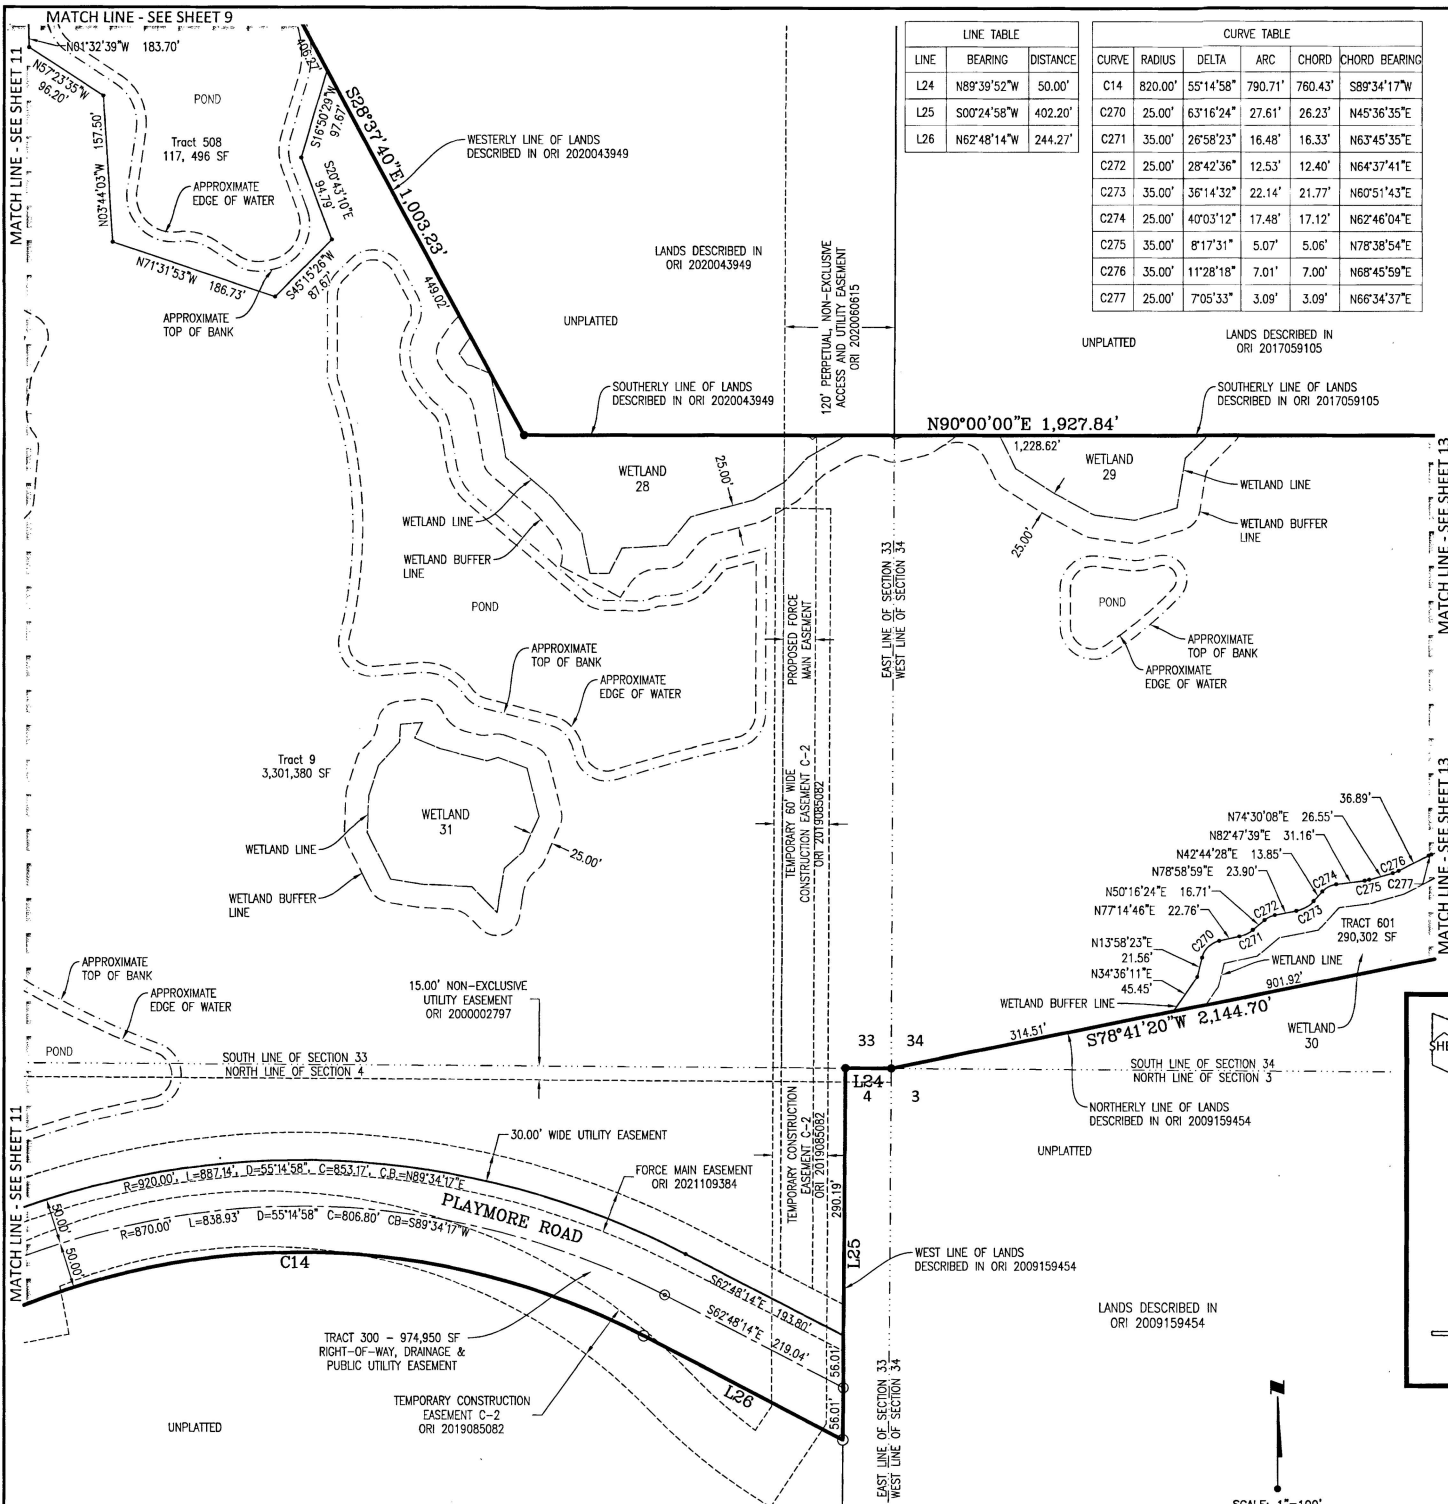 MATCH LINE - SEE SHEET 9
MATCH LINE - SEE SHEET 11
N01°32'39"W 183.70'
N57°23'35"W
96.20'
POND
Tract 508
117, 496 SF
N03°44'03"W 157.50'
APPROXIMATE
EDGE OF WATER
N71°31'53"W 186.73'
S45°15'26"W
87.67'
S20°43'10"E
94.79'
S16°50'29"W
97.67'
406.27'
S28°37'40"E 1,003.23'
449.02'
APPROXIMATE
TOP OF BANK
WESTERLY LINE OF LANDS
DESCRIBED IN ORI 2020043949
LANDS DESCRIBED IN
ORI 2020043949
UNPLATTED
120' PERPETUAL, NON-EXCLUSIVE
ACCESS AND UTILITY EASEMENT
ORI 2020060615
LINE TABLE
LINE BEARING DISTANCE
L24 N89°39'52"W 50.00'
L25 S00°24'58"W 402.20'
L26 N62°48'14"W 244.27'
CURVE TABLE
CURVE RADIUS DELTA ARC CHORD CHORD BEARING
C14 820.00' 55°14'58" 790.71' 760.43' S89°34'17"W
C270 25.00' 63°16'24" 27.61' 26.23' N45°36'35"E
C271 35.00' 26°58'23" 16.48' 16.33' N63°45'35"E
C272 25.00' 28°42'36" 12.53' 12.40' N64°37'41"E
C273 35.00' 36°14'32" 22.14' 21.77' N60°51'43"E
C274 25.00' 40°03'12" 17.48' 17.12' N62°46'04"E
C275 35.00' 8°17'31" 5.07' 5.06' N78°38'54"E
C276 35.00' 11°28'18" 7.01' 7.00' N68°45'59"E
C277 25.00' 7°05'33" 3.09' 3.09' N66°34'37"E
UNPLATTED
LANDS DESCRIBED IN
ORI 2017059105
SOUTHERLY LINE OF LANDS
DESCRIBED IN ORI 2020043949
SOUTHERLY LINE OF LANDS
DESCRIBED IN ORI 2017059105
N90°00'00"E 1,927.84'
1,228.62'
MATCH LINE - SEE SHEET 13
WETLAND
28
25.00'
WETLAND
29
WETLAND LINE
WETLAND LINE
WETLAND BUFFER
LINE
WETLAND BUFFER
LINE
25.00'
EAST LINE OF SECTION 33
WEST LINE OF SECTION 34
POND
POND
PROPOSED FORCE
MAIN EASEMENT
APPROXIMATE
TOP OF BANK
APPROXIMATE
TOP OF BANK
APPROXIMATE
EDGE OF WATER
APPROXIMATE
EDGE OF WATER
Tract 9
3,301,380 SF
WETLAND
31
TEMPORARY 60' WIDE
CONSTRUCTION EASEMENT C-2
ORI 2019085082
WETLAND LINE
25.00'
WETLAND BUFFER
LINE
MATCH LINE - SEE SHEET 13
36.89'
N74°30'08"E 26.55'
N82°47'39"E 31.16'
N42°44'28"E 13.85'
N78°58'59"E 23.90'
N50°16'24"E 16.71'
N77°14'46"E 22.76'
N13°58'23"E
21.56'
N34°36'11"E
45.45'
C270
C271
C272
C273
C274
C275
C276
C277
TRACT 601
290,302 SF
WETLAND LINE
WETLAND BUFFER LINE
901.92'
314.51'
S78°41'20"W 2,144.70'
WETLAND
30
APPROXIMATE
TOP OF BANK
APPROXIMATE
EDGE OF WATER
POND
15.00' NON-EXCLUSIVE
UTILITY EASEMENT
ORI 2000002797
SOUTH LINE OF SECTION 33
NORTH LINE OF SECTION 4
33 34
L24
4 3
SOUTH LINE OF SECTION 34
NORTH LINE OF SECTION 3
NORTHERLY LINE OF LANDS
DESCRIBED IN ORI 2009159454
UNPLATTED
MATCH LINE - SEE SHEET 11
30.00' WIDE UTILITY EASEMENT
FORCE MAIN EASEMENT
ORI 2021109384
TEMPORARY CONSTRUCTION
EASEMENT C-2
ORI 2019085082
290.19'
L25
R=920.00', L=887.14', D=55°14'58", C=853.17', C.B.=N89°34'17"E
PLAYMORE ROAD
R=870.00' L=838.93' D=55°14'58" C=806.80' CB=S89°34'17"W
50.00'
50.00'
C14
WEST LINE OF LANDS
DESCRIBED IN ORI 2009159454
S62°48'14"E 193.80'
S62°48'14"E 219.04'
LANDS DESCRIBED IN
ORI 2009159454
TRACT 300 - 974,950 SF
RIGHT-OF-WAY, DRAINAGE &
PUBLIC UTILITY EASEMENT
56.01'
56.01'
L26
TEMPORARY CONSTRUCTION
EASEMENT C-2
ORI 2019085082
UNPLATTED
EAST LINE OF SECTION 33
WEST LINE OF SECTION 34
SCALE: 1"=100'